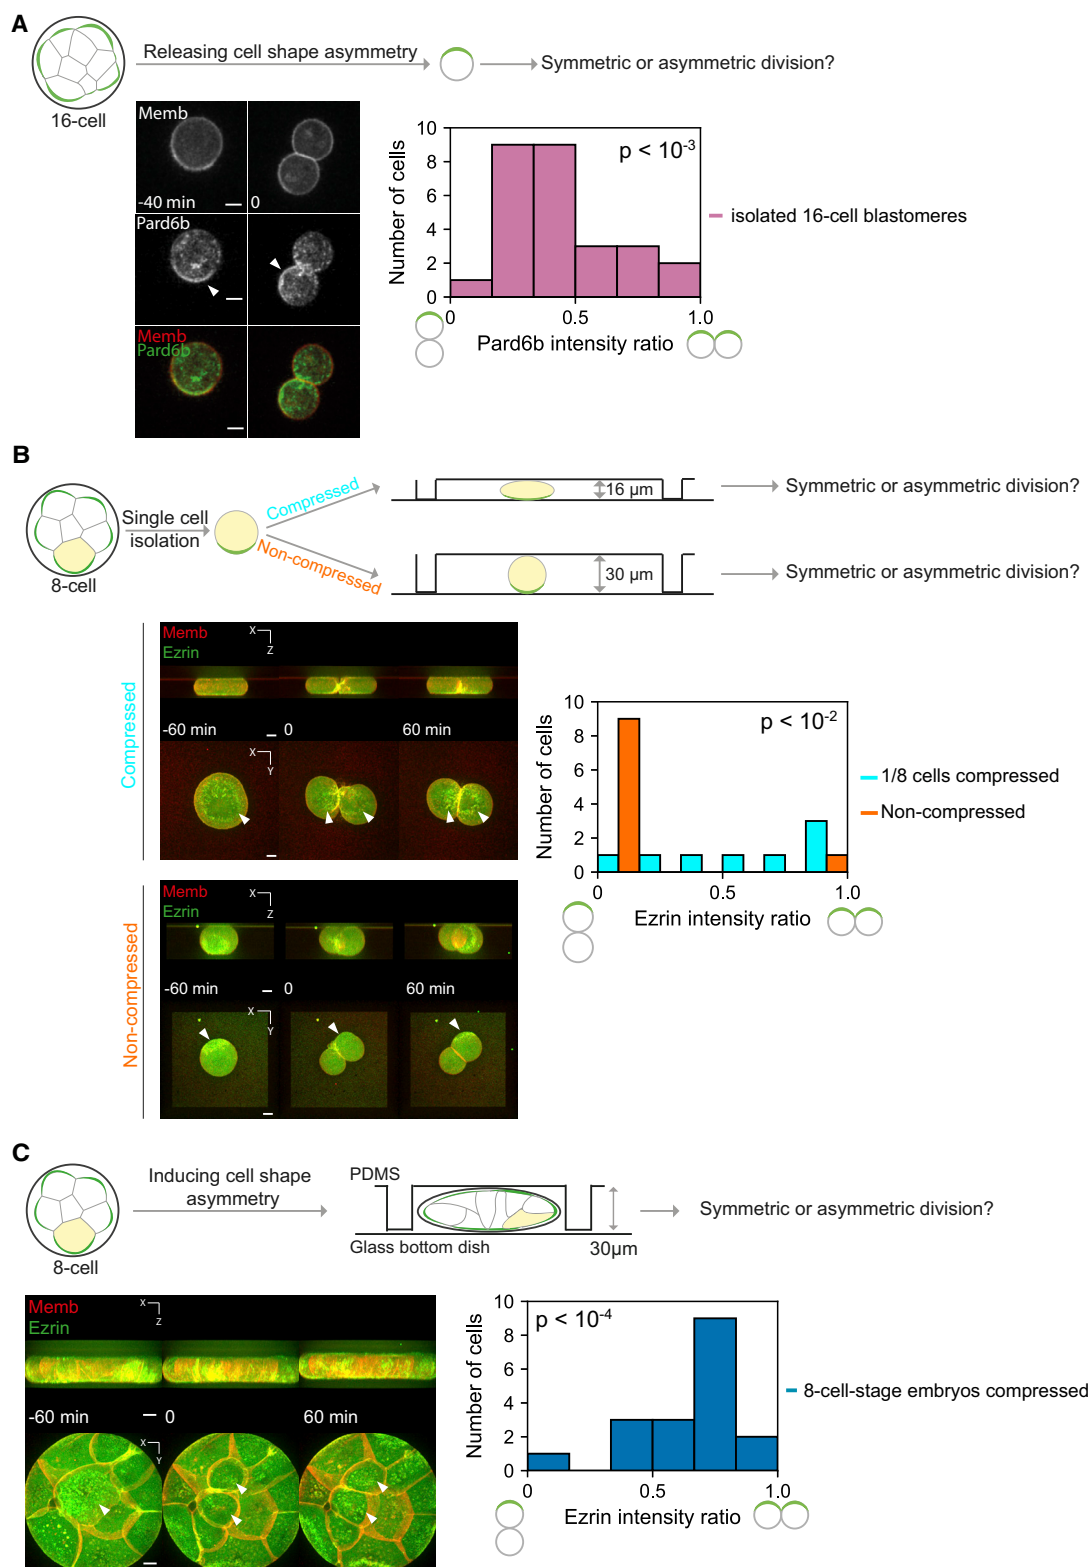 A
Releasing cell shape asymmetry
Symmetric or asymmetric division?
16-cell
Memb
-40 min
0
Pard6b
Memb
Pard6b
10
8
6
4
2
0
Number of cells
p < 10-3
0
0.5
1.0
Pard6b intensity ratio
isolated 16-cell blastomeres
B
8-cell
Single cell
isolation
Compressed
Non-compressed
16 µm
Symmetric or asymmetric division?
30 µm
Symmetric or asymmetric division?
Compressed
Memb
Ezrin
X
Z
-60 min
0
60 min
X
Y
Non-compressed
Memb
Ezrin
X
Z
-60 min
0
60 min
X
Y
10
8
6
4
2
0
Number of cells
p < 10-2
0
0.5
1.0
Ezrin intensity ratio
1/8 cells compressed
Non-compressed
C
8-cell
Inducing cell shape
asymmetry
PDMS
Glass bottom dish
30µm
Symmetric or asymmetric division?
Memb
Ezrin
X
Z
-60 min
0
60 min
X
Y
10
8
6
4
2
0
Number of cells
p < 10-4
0
0.5
1.0
Ezrin intensity ratio
8-cell-stage embryos compressed